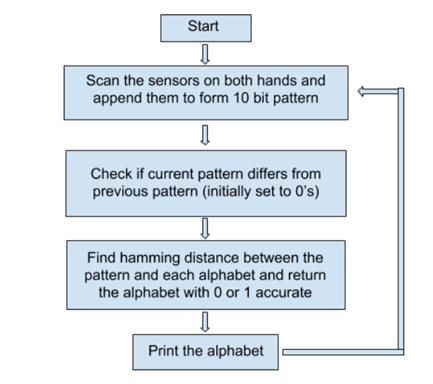 Start
Scan the sensors on both hands and
append them to form 10 bit pattern
Check if current pattern differs from
previous pattern (initially set to 0's)
Find hamming distance between the
pattern and each alphabet and return
the alphabet with 0 or 1 accurate
Print the alphabet